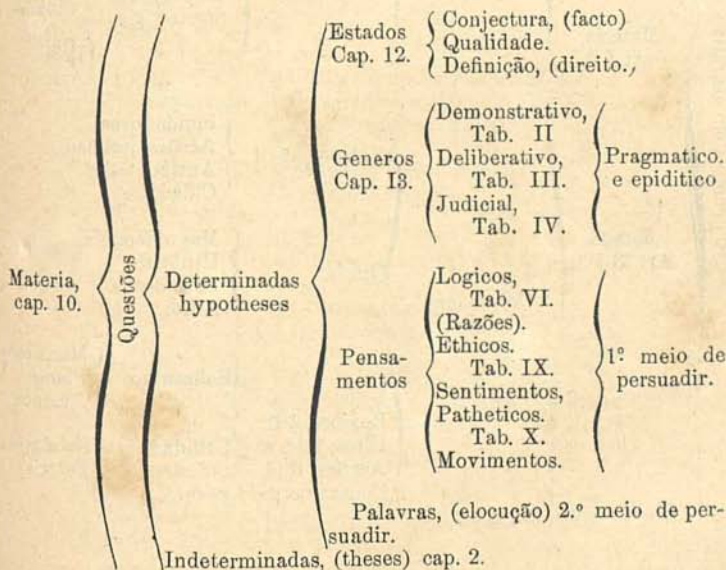 Estados
Cap. 12.
Conjectura, (facto)
Qualidade.
Definição, (direito.,
Generos
Cap. I3.
Demonstrativo,
Tab. II
Deliberativo,
Tab. III.
Judicial,
Tab. IV.
Pragmatico.
e epiditico
Materia,
cap. 10.
Questões
Determinadas
hypotheses
Pensa-
mentos
Logicos,
Tab. VI.
(Razões).
Ethicos.
Tab. IX.
Sentimentos,
Patheticos.
Tab. X.
Movimentos.
1º meio de
persuadir.
Palavras, (elocução) 2.º meio de per-
suadir.
Indeterminadas, (theses) cap. 2.